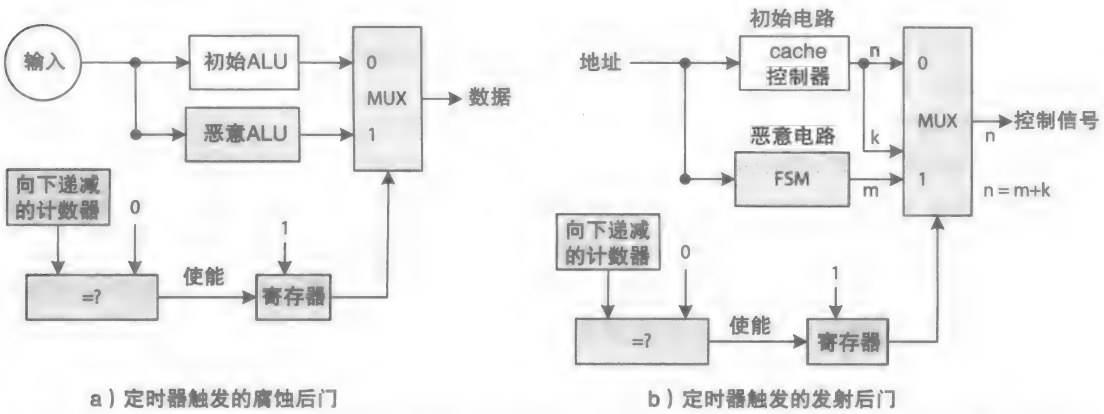 输入
初始ALU
恶意ALU
0
MUX
1
数据
向下递减
的计数器
0
=?
使能
1
寄存器
a）定时器触发的腐蚀后门
初始电路
地址
cache
控制器
n
0
k
MUX
n
控制信号
恶意电路
FSM
m
1
n=m+k
向下递减
的计数器
0
=?
使能
1
寄存器
b）定时器触发的发射后门